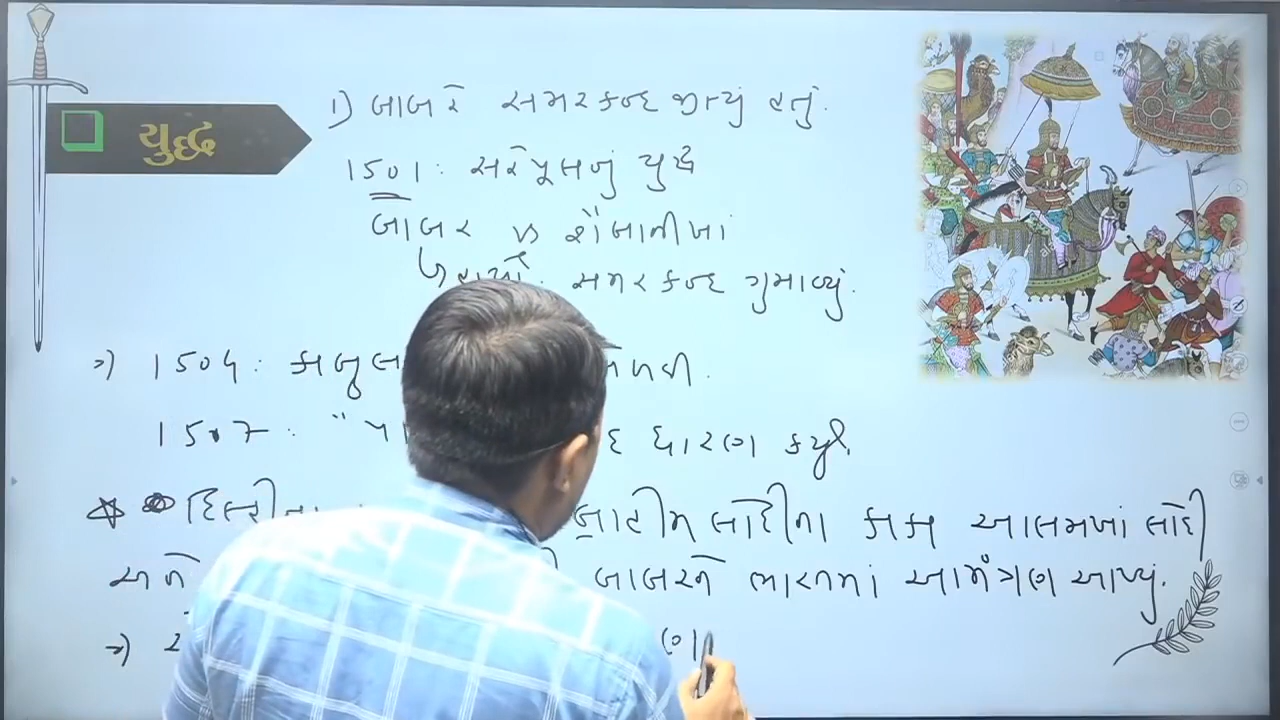 યુદ્ધ
1) બાબરે સમરકન્દ જીત્યું હતું.
1501: સરેપૂલનું યુદ્ધ
બાબર vs શૈબાનીખાં
હાર્યો. સમરકન્દ ગુમાવ્યું.
→) 1504: કાબુલ
1507: "પા દ ધારણ કર્યું.
દિલ્હીના લોદીના કાકા આલમખાં લોદી
અને બાબરને ભારતમાં આમંત્રણ આપ્યું.
→)